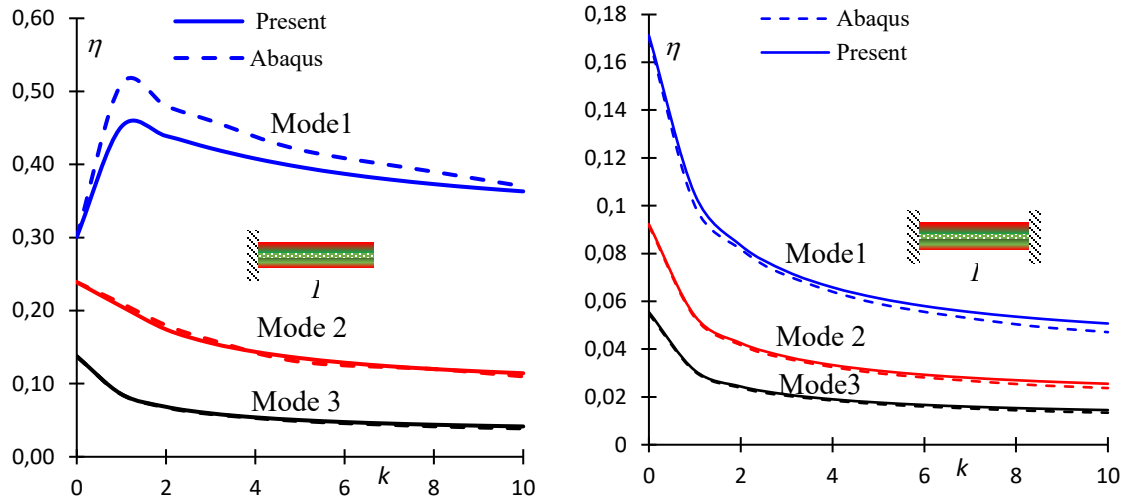 0,60
Present
η
Abaqus
0,50
Mode1
0,40
0,30
l
0,20
Mode 2
0,10
Mode 3
0,00
k
0 2 4 6 8 10
0,18
Abaqus
η
0,16
Present
0,14
0,12
0,1
0,08
Mode1
l
0,06
0,04
Mode 2
Mode3
0,02
0
k
0 2 4 6 8 10